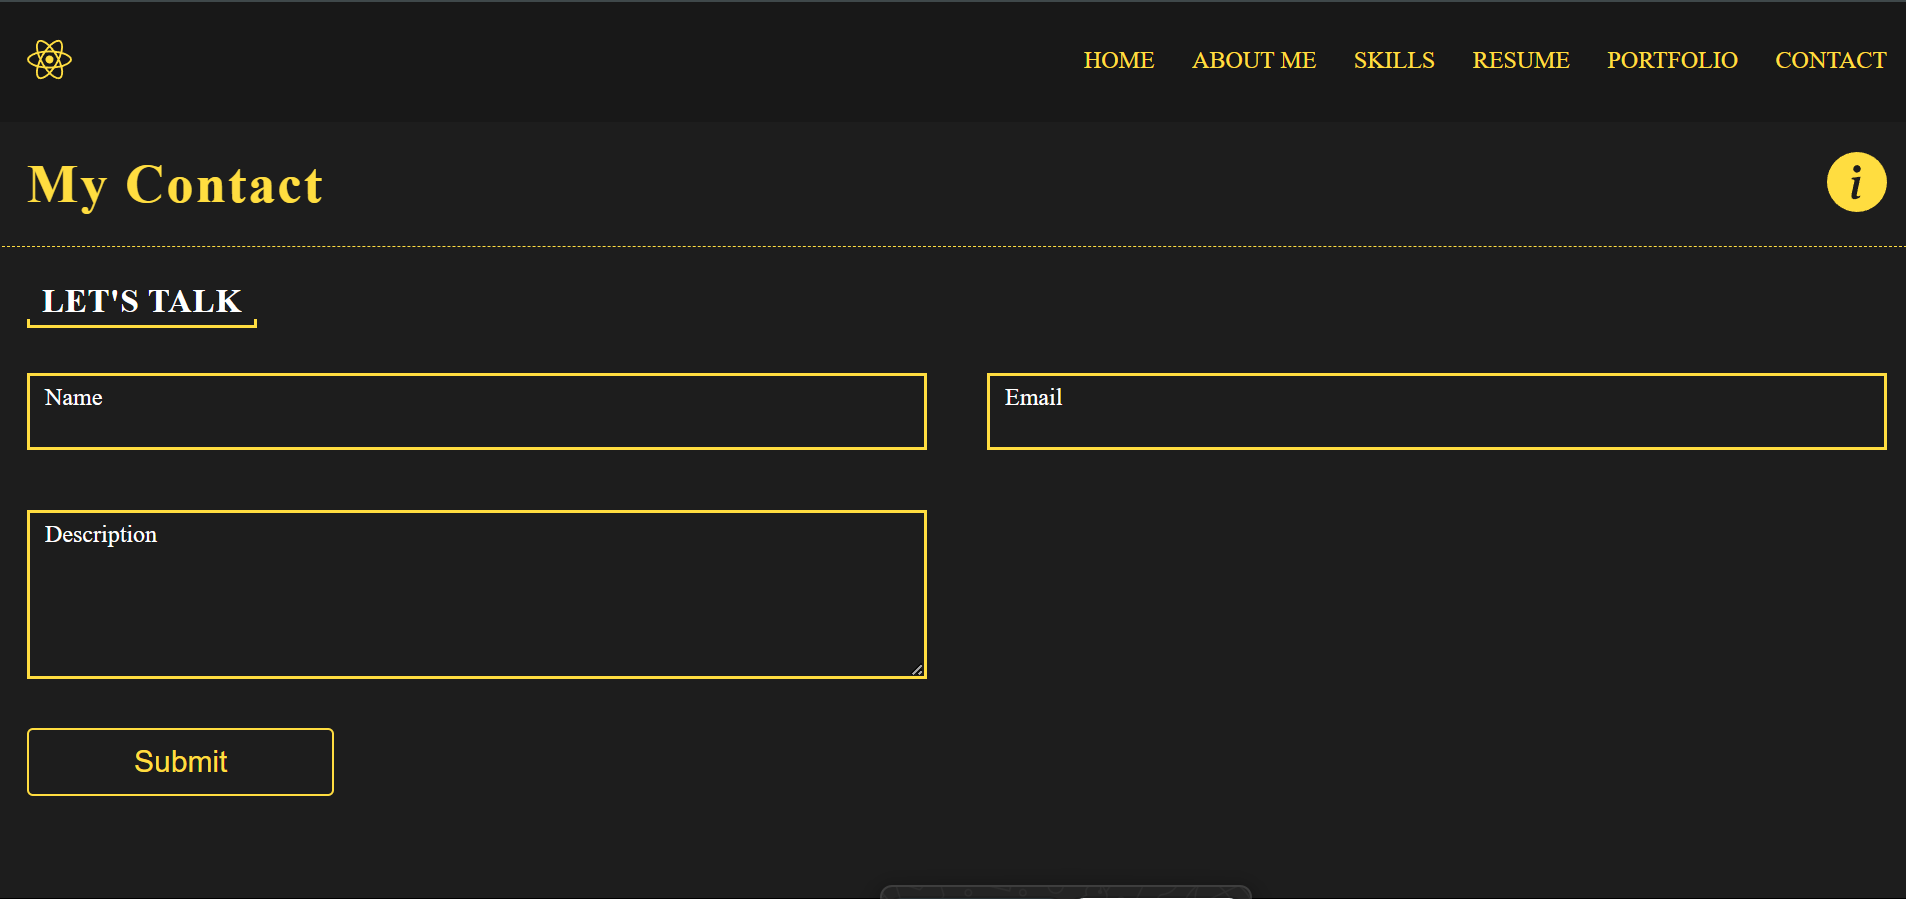 HOME ABOUT ME SKILLS RESUME PORTFOLIO CONTACT
My Contact
i
LET'S TALK
Name
Email
Description
Submit